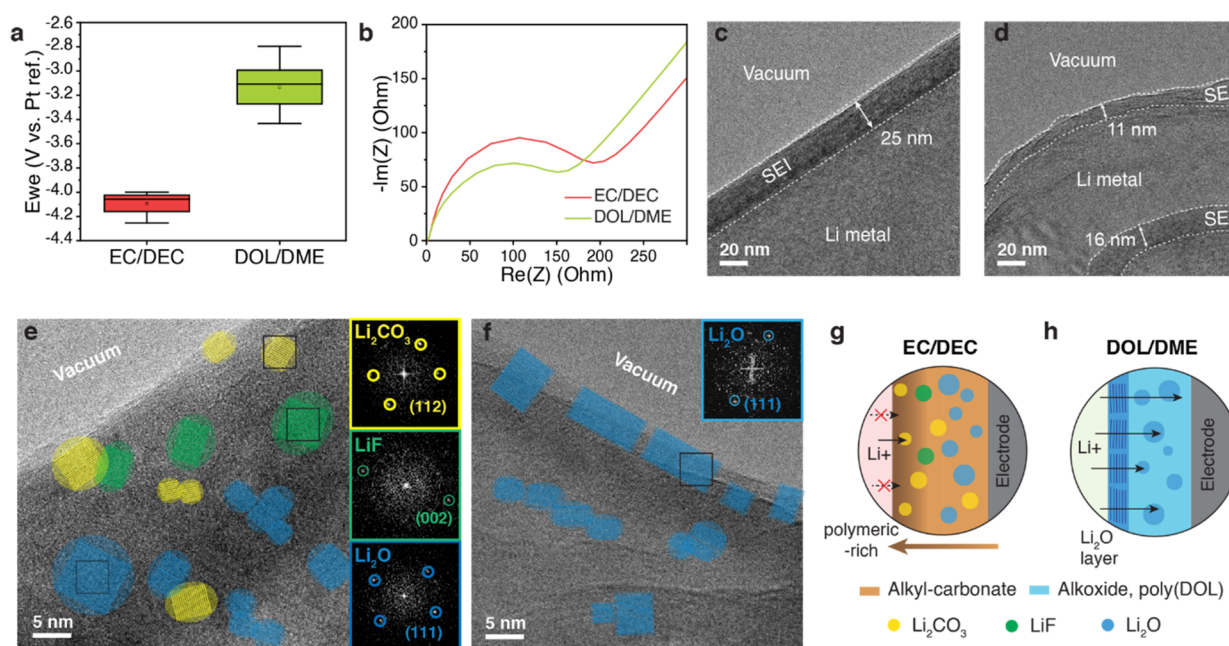 a
-2.6
-2.8
-3.0
-3.2
-3.4
-3.6
-3.8
-4.0
-4.2
-4.4
Ewe (V vs. Pt ref.)
EC/DEC
DOL/DME
b
200
150
100
50
0
-Im(Z) (Ohm)
0 50 100 150 200 250
Re(Z) (Ohm)
EC/DEC
DOL/DME
c
Vacuum
25 nm
SEI
Li metal
20 nm
d
Vacuum
SE
11 nm
Li metal
SE
16 nm
20 nm
e
Vacuum
5 nm
Li₂CO₃
(112)
LiF
(002)
Li₂O
(111)
f
Vacuum
Li₂O
(111)
5 nm
g
EC/DEC
Li+
Electrode
polymeric
-rich
h
DOL/DME
Li+
Electrode
Li₂O
layer
Alkyl-carbonate
Alkoxide, poly(DOL)
Li₂CO₃
LiF
Li₂O